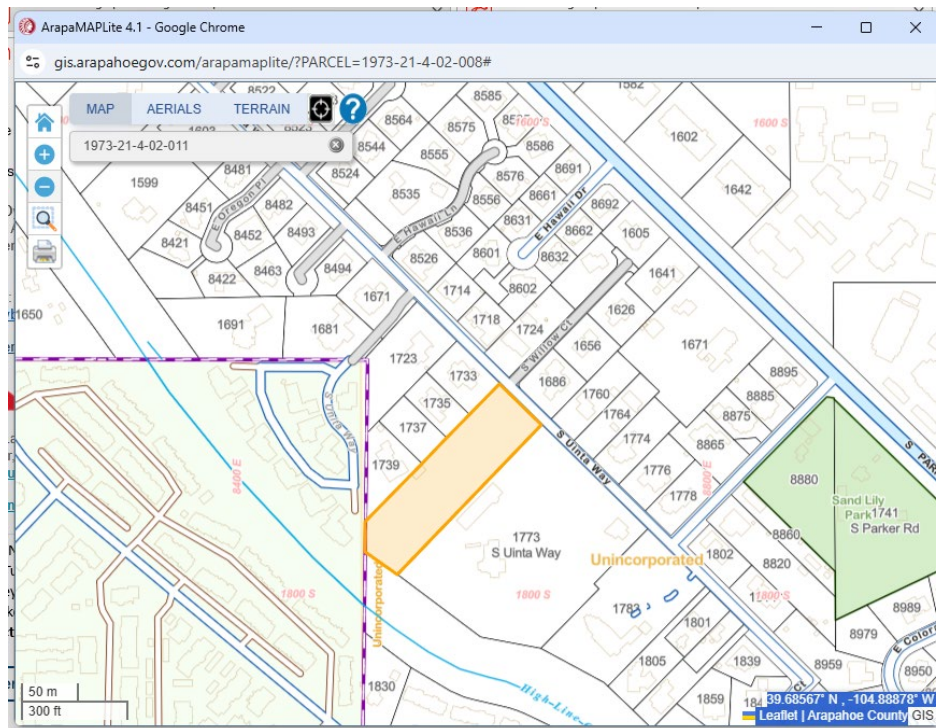 ArapaMAPLite 4.1 - Google Chrome
gis.arapahoegov.com/arapamaplite/?PARCEL=1973-21-4-02-008#
MAP
AERIALS
TERRAIN
?
1973-21-4-02-011
8522
8585
1582
8564
8575
8586
1600 S
1602
1600 S
8544
8555
8481
8524
8576
8691
1642
1599
8535
8556
8661
8451
8482
E Oregon Pl
E Hawaii Ln
8631
E Hawaii Dr
8692
8421
8452
8493
8536
8601
8662
1605
8526
8632
8422
8463
8494
1714
8602
1641
1650
1691
1681
1671
1718
1724
1626
S Willow Ct
1656
1671
1723
1733
1686
1760
8895
1735
1764
8885
1737
1774
8875
S Uinta Way
S Uinta Way
8865
1739
1776
8400 E
8800 E
1778
8880
S PAR
Sand Lily
Park
1741
S Parker Rd
1773
S Uinta Way
Unincorporated
1802
8860
8820
Unincorporated
1800 S
1800 S
1800 S
1783
1801
8989
8979
E Color
1805
1839
8959
8950
1830
High-Line-C
1859
Ct
50 m
300 ft
39.68567° N , -104.88878° W
Leaflet | Arapahoe County GIS